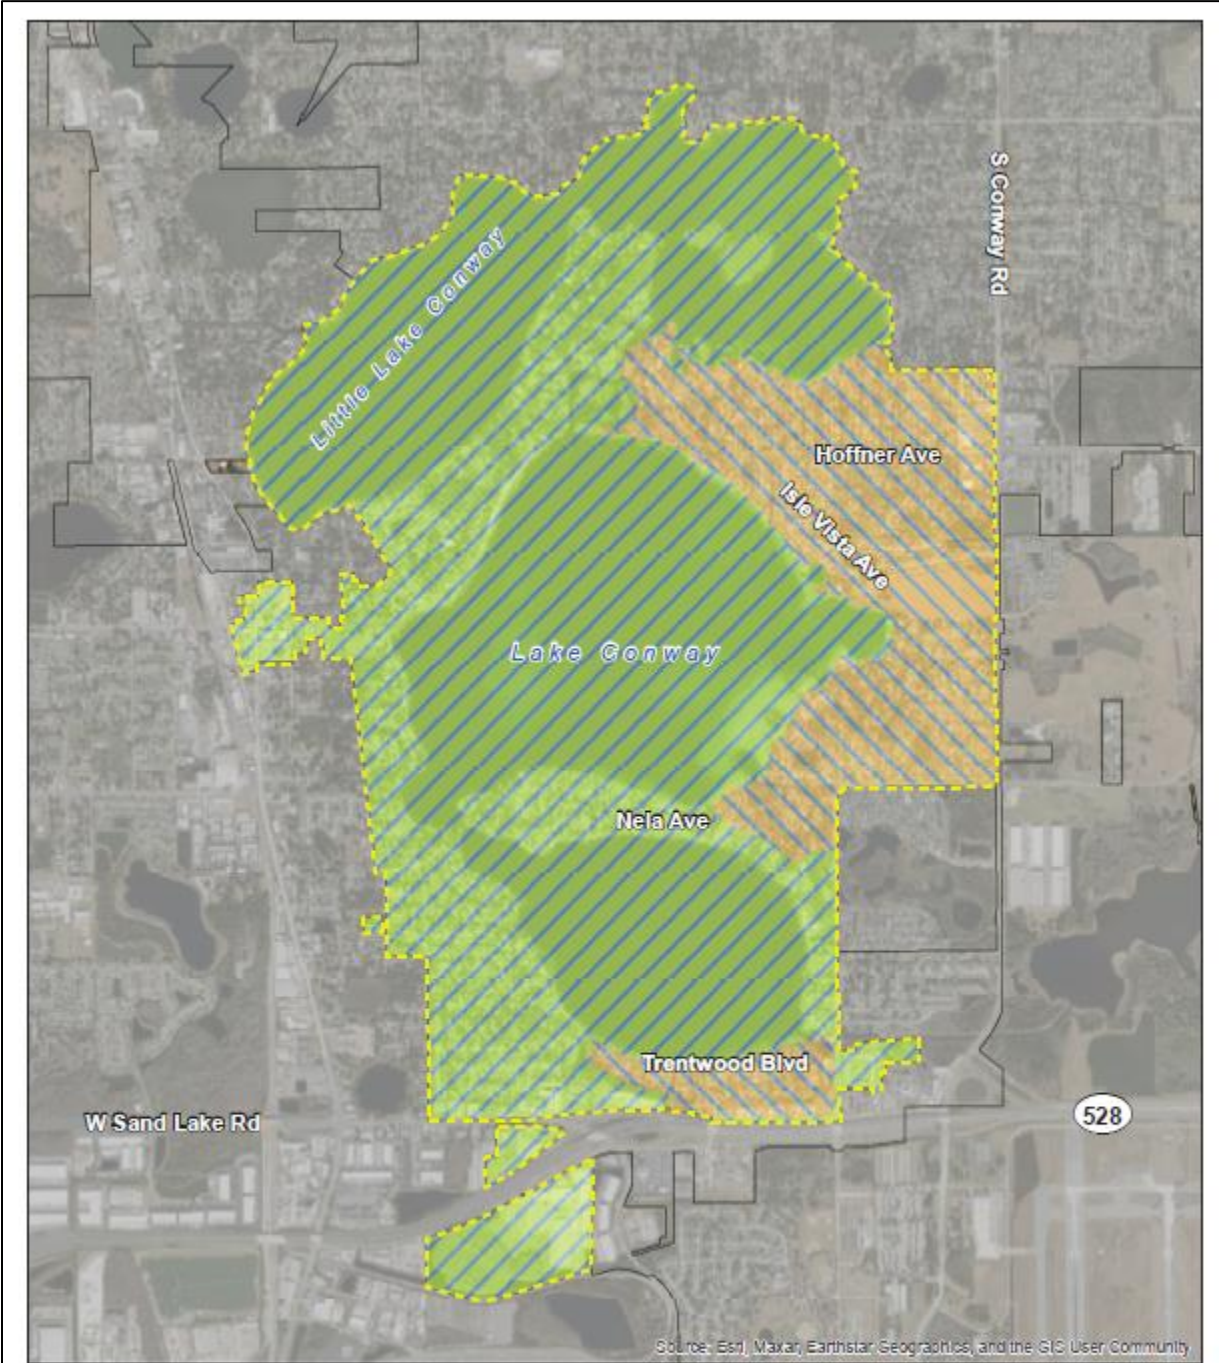 S Conway Rd
Little Lake Conway
Hoffner Ave
Isle Vista Ave
Lake Conway
Nela Ave
Trentwood Blvd
W Sand Lake Rd
528
Source: Esri, Maxar, Earthstar Geographics, and the GIS User Community